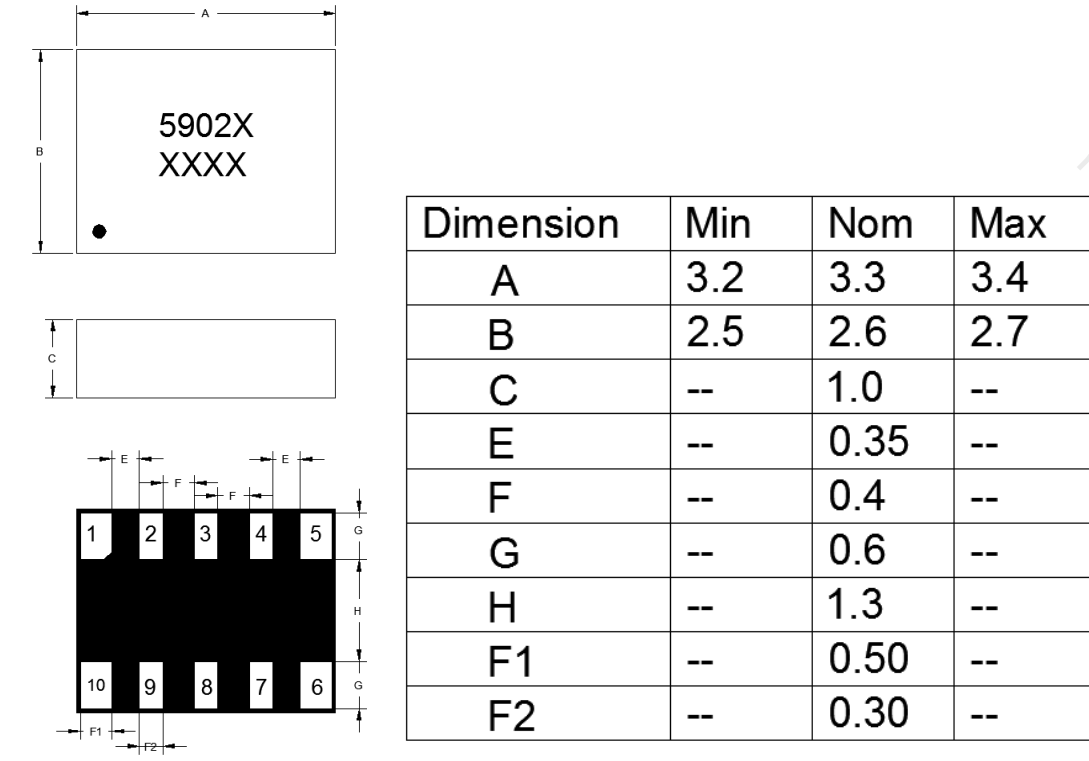 A
B
5902X
XXXX
C
E E
F
F
1 2 3 4 5
G
H
10 9 8 7 6
G
F1
F2
Dimension Min Nom Max
A 3.2 3.3 3.4
B 2.5 2.6 2.7
C -- 1.0 --
E -- 0.35 --
F -- 0.4 --
G -- 0.6 --
H -- 1.3 --
F1 -- 0.50 --
F2 -- 0.30 --